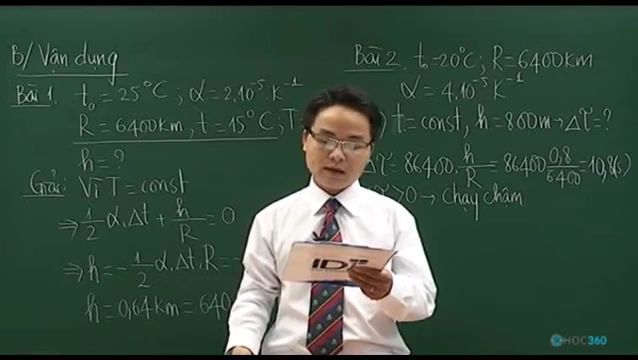 B/ Vận dụng
Bài 1. t₀ = 25°C ; α = 2.10⁻⁵ K⁻¹
R = 6400km, t = 15°C ; T
h = ?
Giải: Vì T = const
⇒ 1/2 α.Δt + h/R = 0
⇒ h = -1/2 α.Δt.R = -
h = 0,64km = 640
Bài 2. t₀ = 20°C ; R = 6400km
α = 4.10⁻⁵ K⁻¹
t = const, h = 800m → Δτ = ?
Δτ = 86400. h/R = 86400 0,8/6400 = 10,8(s)
>0 → chạy chậm
IDJ
HOC360